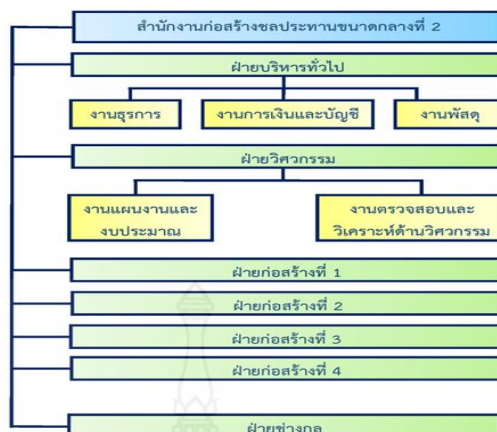 สำนักงานก่อสร้างชลประทานขนาดกลางที่ 2
ฝ่ายบริหารทั่วไป
งานธุรการ
งานการเงินและบัญชี
งานพัสดุ
ฝ่ายวิศวกรรม
งานแผนงานและ
งบประมาณ
งานตรวจสอบและ
วิเคราะห์ด้านวิศวกรรม
ฝ่ายก่อสร้างที่ 1
ฝ่ายก่อสร้างที่ 2
ฝ่ายก่อสร้างที่ 3
ฝ่ายก่อสร้างที่ 4
ฝ่ายช่างกล